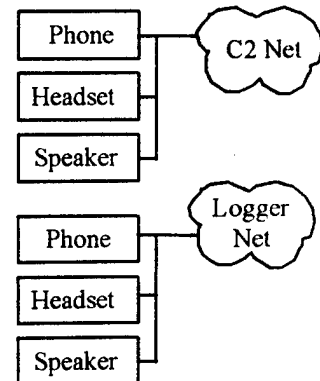 Phone
C2 Net
Headset
Speaker
Logger
Net
Phone
Headset
Speaker